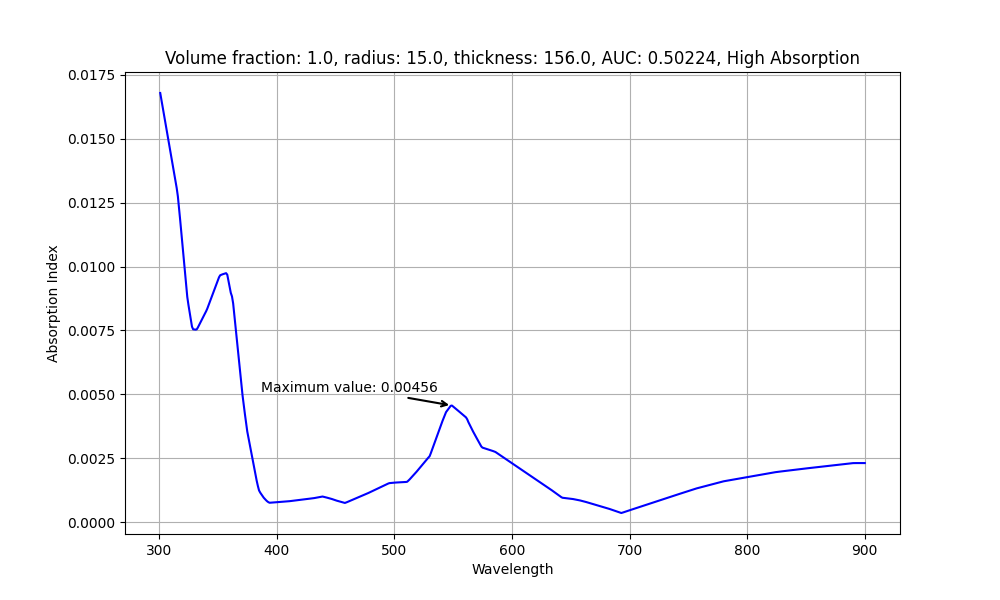 Volume fraction: 1.0, radius: 15.0, thickness: 156.0, AUC: 0.50224, High Absorption
0.0175
0.0150
0.0125
0.0100
0.0075
0.0050
0.0025
0.0000
Absorption Index
Maximum value: 0.00456
300 400 500 600 700 800 900
Wavelength